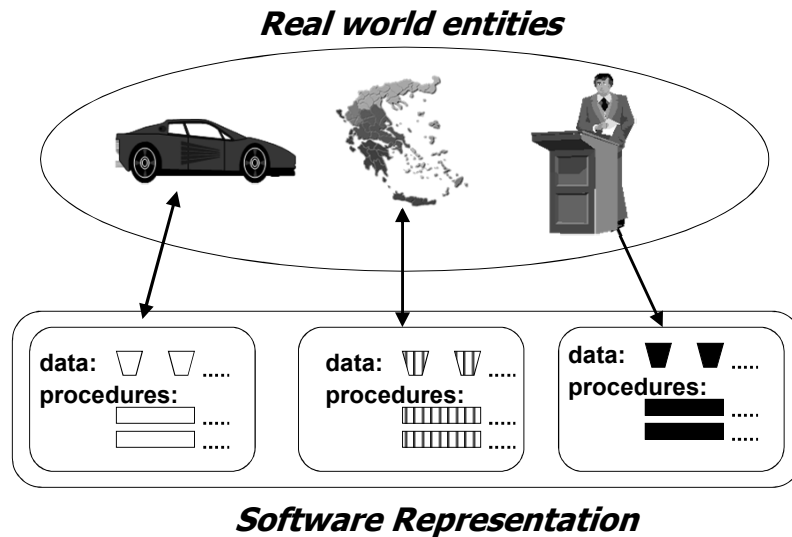 Real world entities
data: .....
procedures:
.....
.....
data: .....
procedures:
.....
.....
data: .....
procedures:
.....
.....
Software Representation